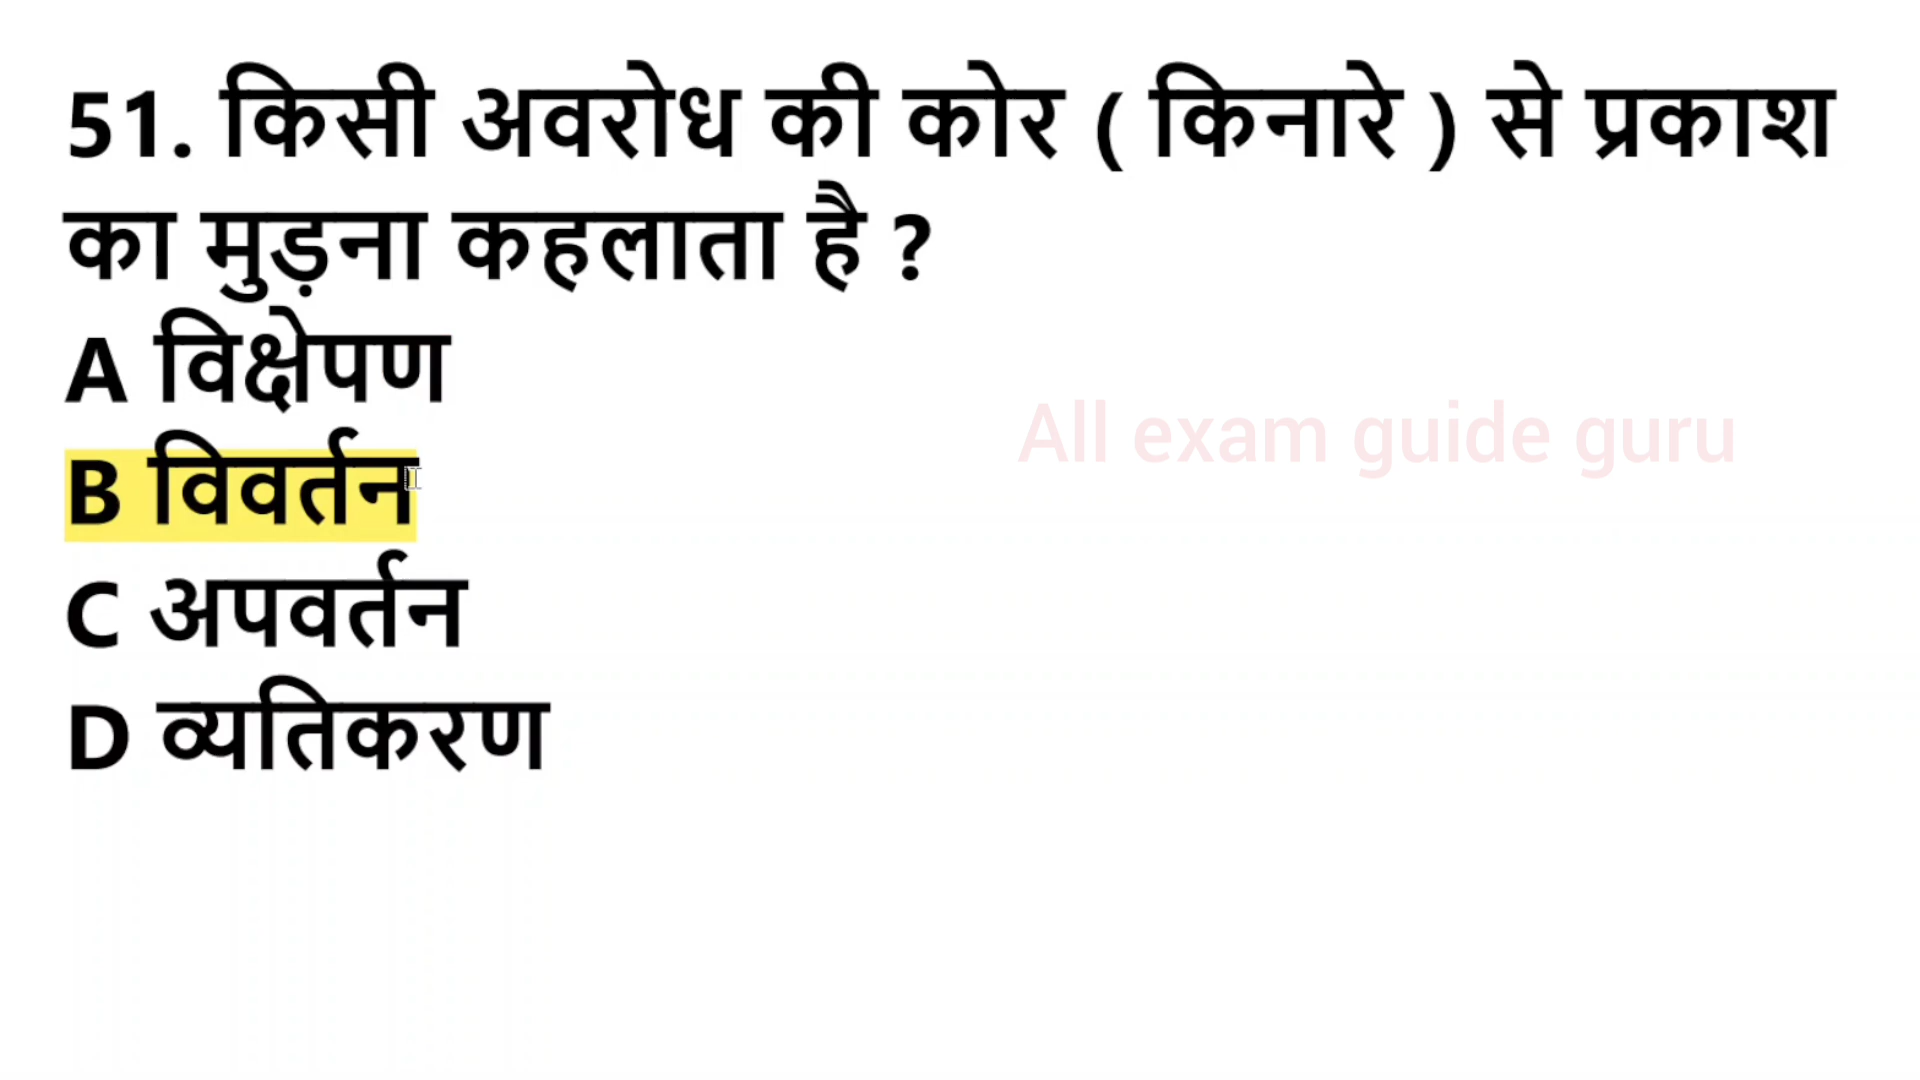 51. किसी अवरोध की कोर ( किनारे ) से प्रकाश
का मुड़ना कहलाता है ?
A विक्षेपण
All exam guide guru
B विवर्तन
C अपवर्तन
D व्यतिकरण